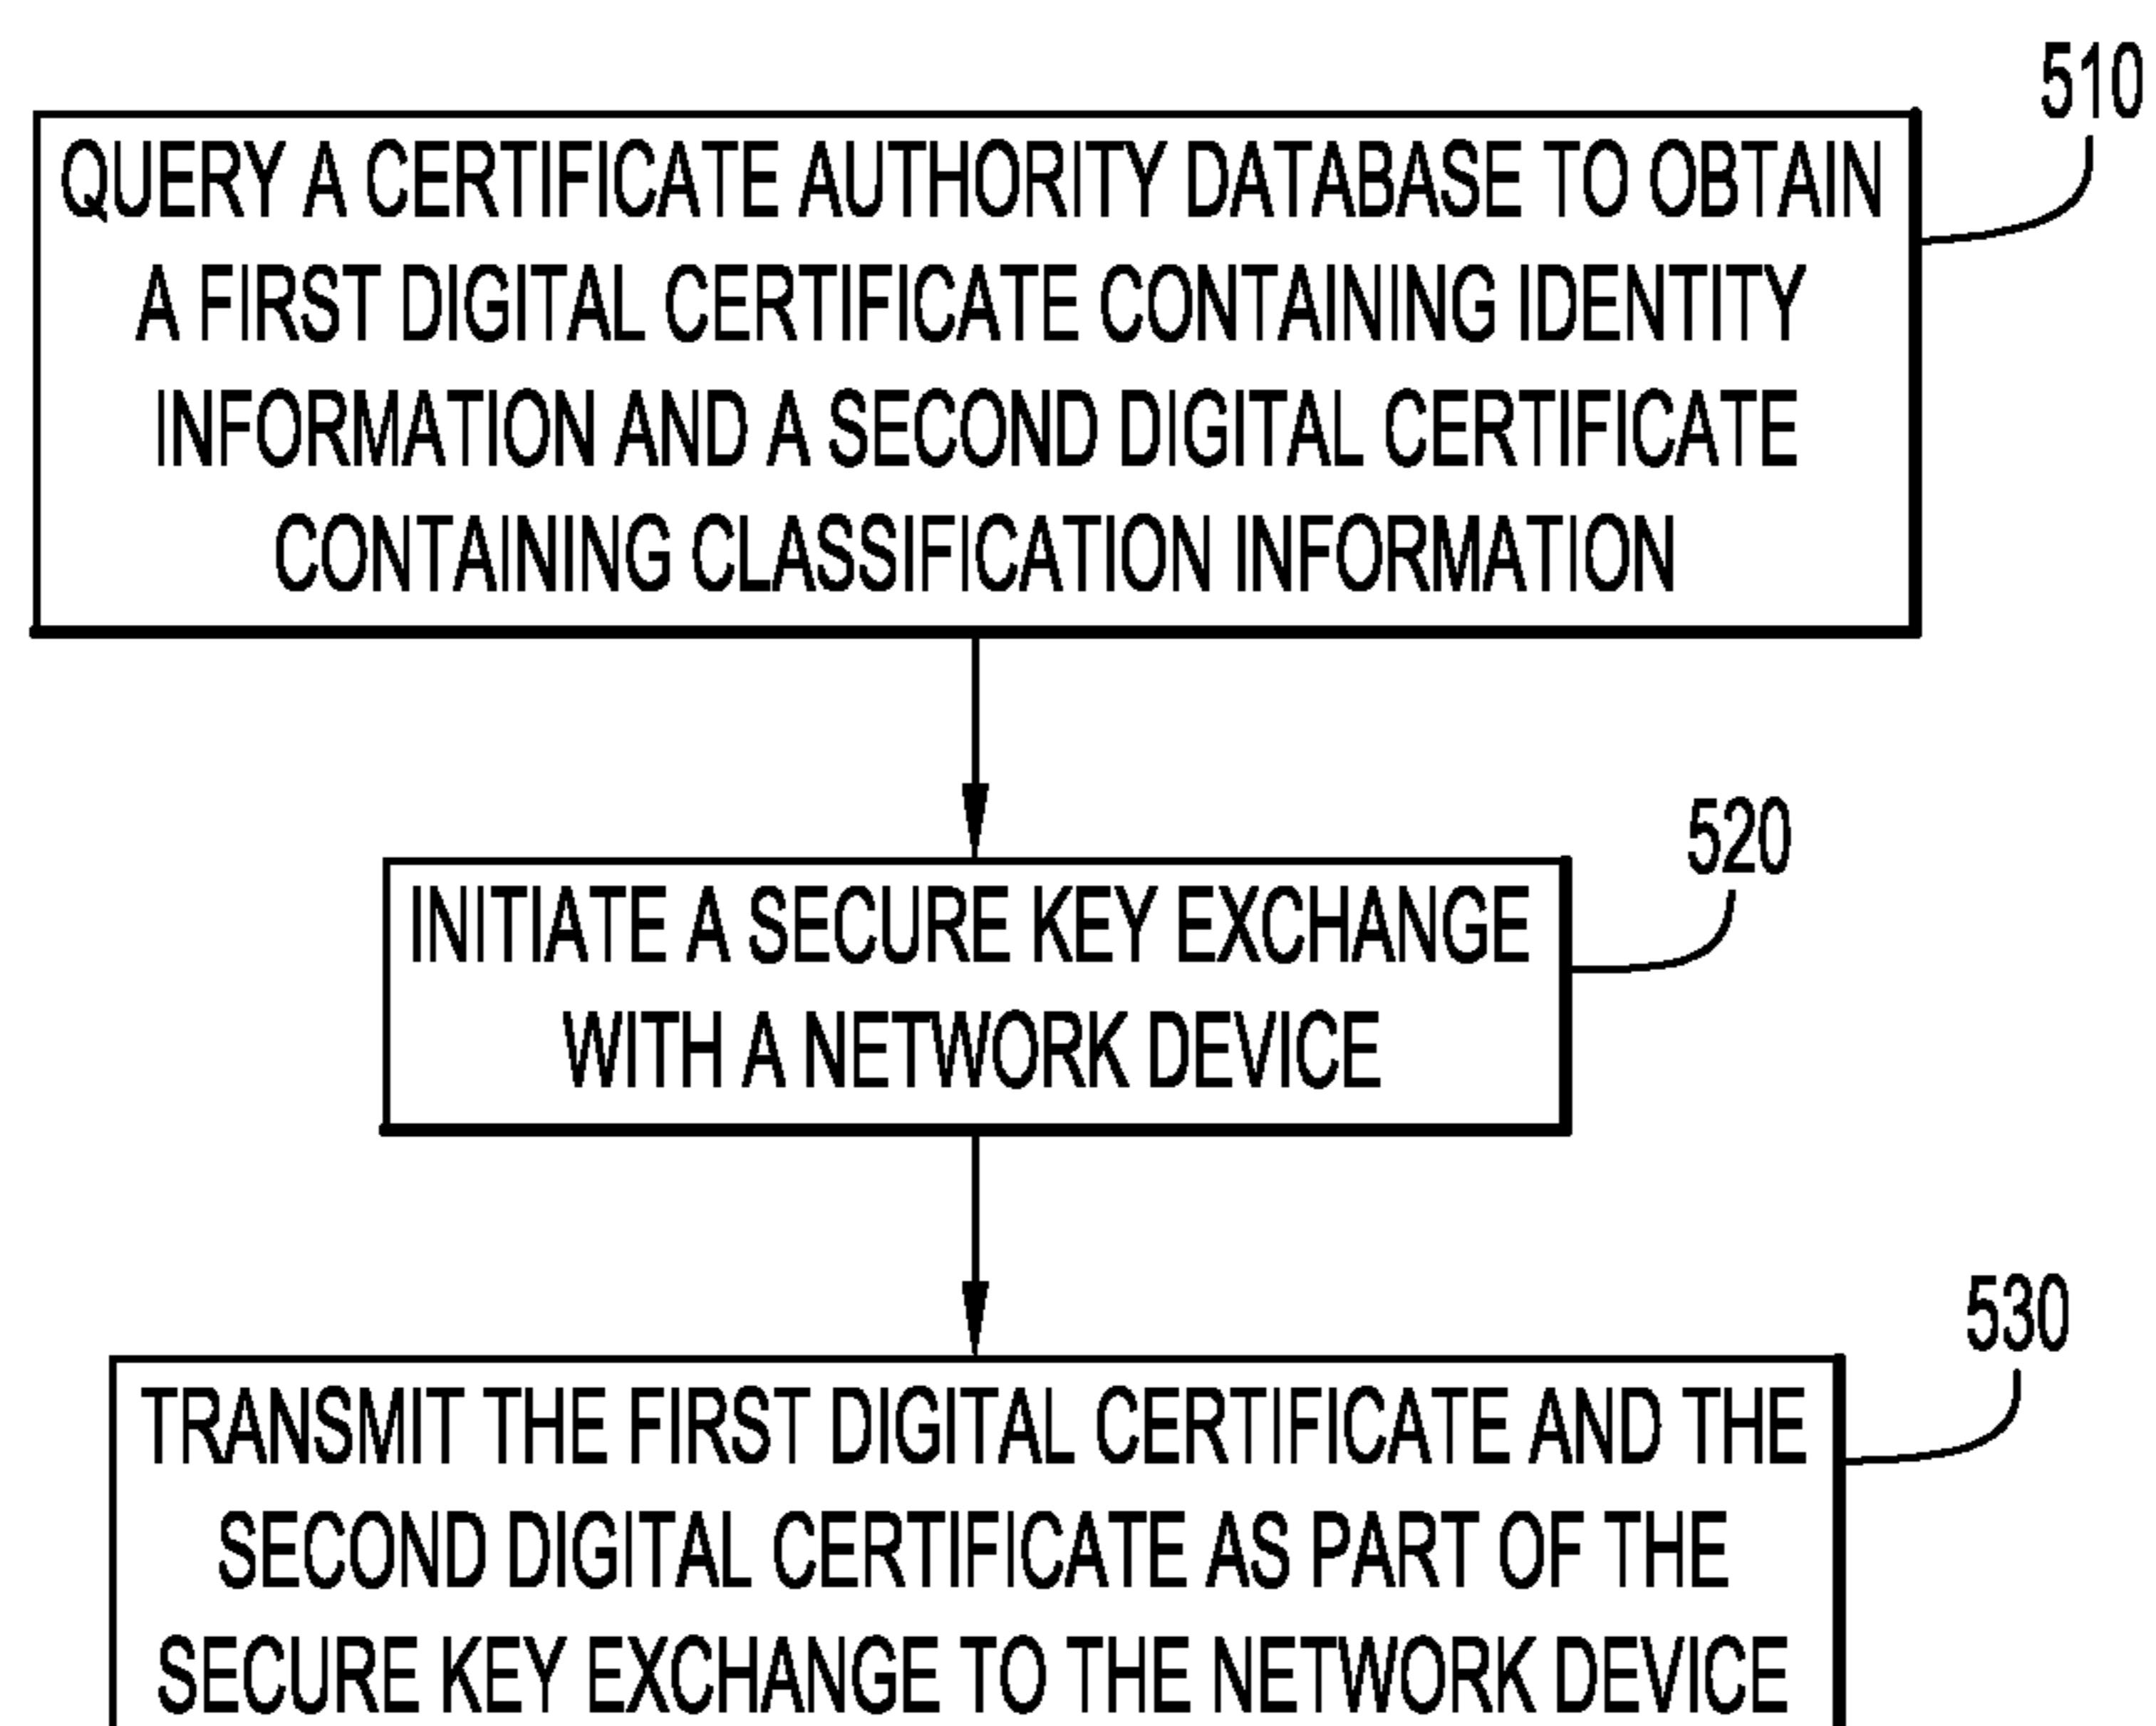 510
QUERY A CERTIFICATE AUTHORITY DATABASE TO OBTAIN
A FIRST DIGITAL CERTIFICATE CONTAINING IDENTITY
INFORMATION AND A SECOND DIGITAL CERTIFICATE
CONTAINING CLASSIFICATION INFORMATION
520
INITIATE A SECURE KEY EXCHANGE
WITH A NETWORK DEVICE
530
TRANSMIT THE FIRST DIGITAL CERTIFICATE AND THE
SECOND DIGITAL CERTIFICATE AS PART OF THE
SECURE KEY EXCHANGE TO THE NETWORK DEVICE